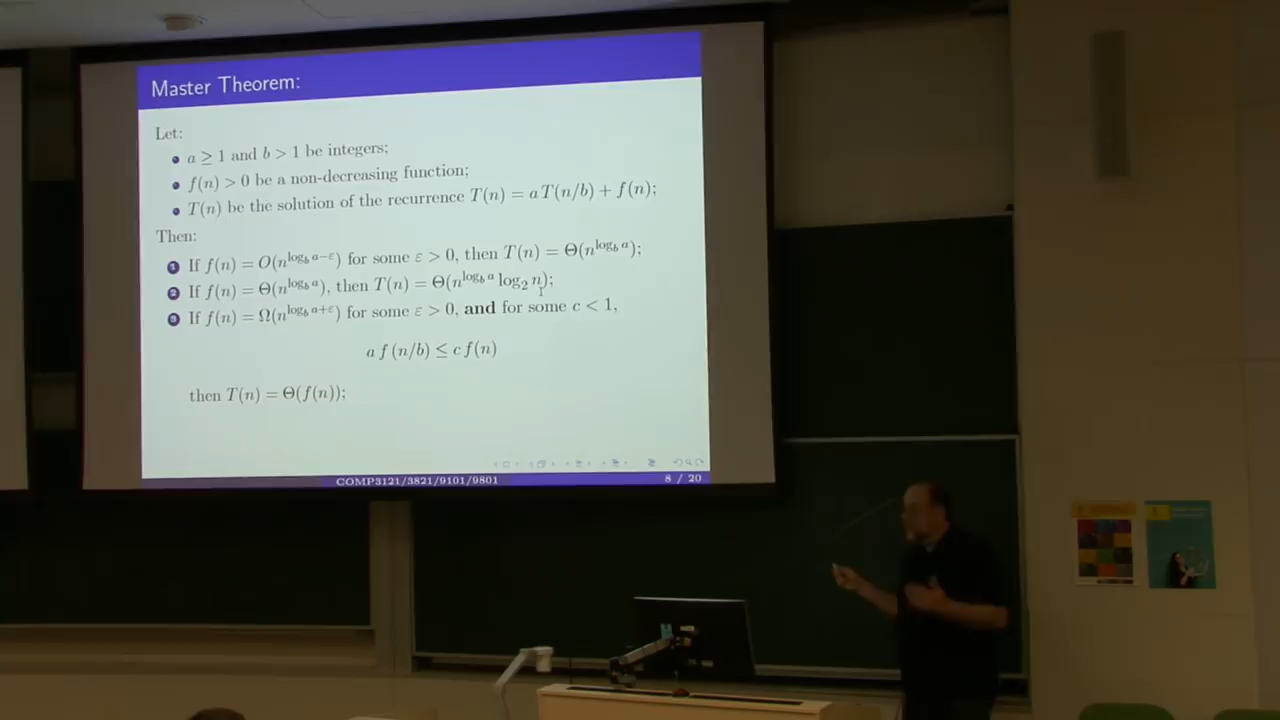 Master Theorem:
Let:
a ≥ 1 and b > 1 be integers;
f(n) > 0 be a non-decreasing function;
T(n) be the solution of the recurrence T(n) = a T(n/b) + f(n);
Then:
1 If f(n) = O(n^{log_b a−ε}) for some ε > 0, then T(n) = Θ(n^{log_b a});
2 If f(n) = Θ(n^{log_b a}), then T(n) = Θ(n^{log_b a} log_2 n);
3 If f(n) = Ω(n^{log_b a+ε}) for some ε > 0, and for some c < 1,
a f (n/b) ≤ c f(n)
then T(n) = Θ(f(n));
COMP3121/3821/9101/9801 8 / 20